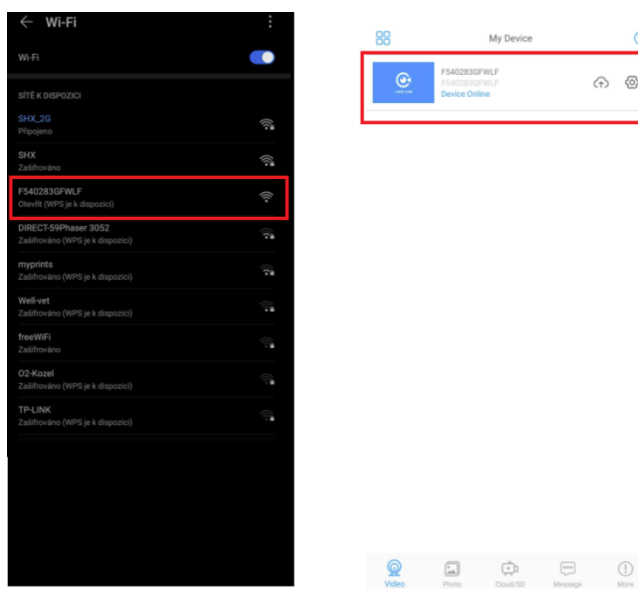 Wi-Fi
Wi-Fi
SÍTĚ K DISPOZICI
SHX_2G
Připojeno
SHX
Zašifrováno
F540283GFWLF
Otevřít (WPS je k dispozici)
DIRECT-59Phaser 3052
Zašifrováno (WPS je k dispozici)
myprints
Zašifrováno (WPS je k dispozici)
Well-vet
Zašifrováno (WPS je k dispozici)
freeWiFi
Zašifrováno
O2-Kozel
Zašifrováno (WPS je k dispozici)
TP-LINK
Zašifrováno (WPS je k dispozici)
My Device
F540283GFWLF
F540283GFWLF
Device Online
Video
Photo
Cloud/SD
Message
More